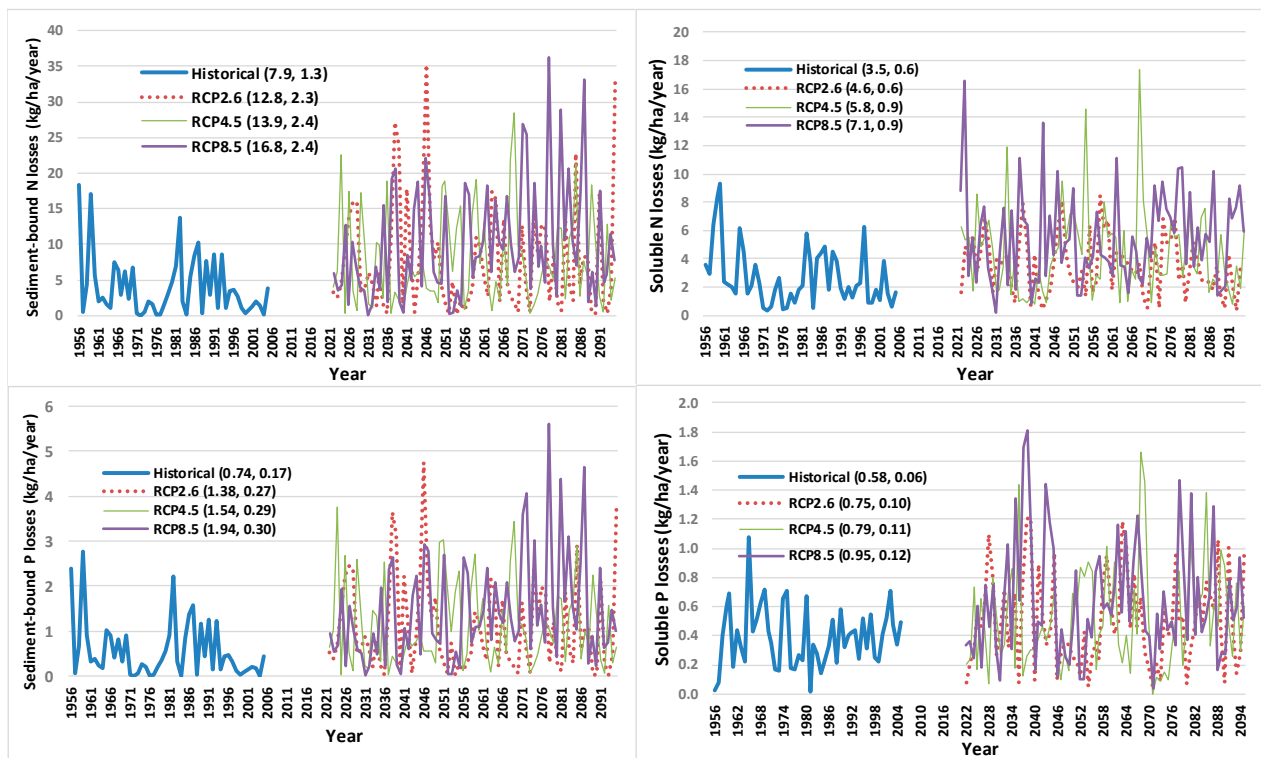 40
35
30
25
20
15
10
5
0
Sediment-bound N losses (kg/ha/year)
Historical (7.9, 1.3)
RCP2.6 (12.8, 2.3)
RCP4.5 (13.9, 2.4)
RCP8.5 (16.8, 2.4)
1956 1961 1966 1971 1976 1981 1986 1991 1996 2001 2006 2011 2016 2021 2026 2031 2036 2041 2046 2051 2056 2061 2066 2071 2076 2081 2086 2091
Year
20
18
16
14
12
10
8
6
4
2
0
Soluble N losses (kg/ha/year)
Historical (3.5, 0.6)
RCP2.6 (4.6, 0.6)
RCP4.5 (5.8, 0.9)
RCP8.5 (7.1, 0.9)
1956 1961 1966 1971 1976 1981 1986 1991 1996 2001 2006 2011 2016 2021 2026 2031 2036 2041 2046 2051 2056 2061 2066 2071 2076 2081 2086 2091
Year
6
5
4
3
2
1
0
Sediment-bound P losses (kg/ha/year)
Historical (0.74, 0.17)
RCP2.6 (1.38, 0.27)
RCP4.5 (1.54, 0.29)
RCP8.5 (1.94, 0.30)
1956 1961 1966 1971 1976 1981 1986 1991 1996 2001 2006 2011 2016 2021 2026 2031 2036 2041 2046 2051 2056 2061 2066 2071 2076 2081 2086 2091
Year
2.0
1.8
1.6
1.4
1.2
1.0
0.8
0.6
0.4
0.2
0.0
Soluble P losses (kg/ha/year)
Historical (0.58, 0.06)
RCP2.6 (0.75, 0.10)
RCP4.5 (0.79, 0.11)
RCP8.5 (0.95, 0.12)
1956 1962 1968 1974 1980 1986 1992 1998 2004 2010 2016 2022 2028 2034 2040 2046 2052 2058 2064 2070 2076 2082 2088 2094
Year